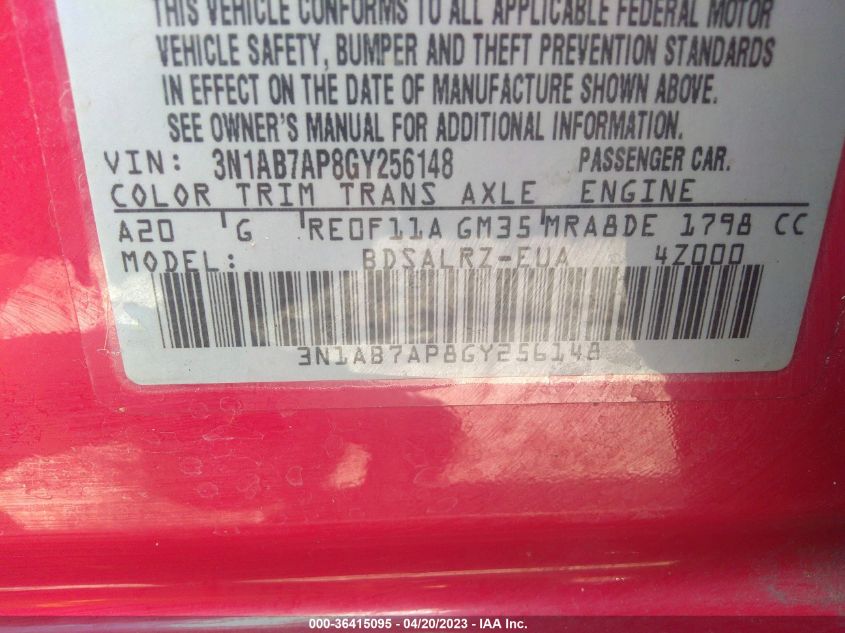 THIS VEHICLE CONFORMS TO ALL APPLICABLE FEDERAL MOTOR
VEHICLE SAFETY, BUMPER AND THEFT PREVENTION STANDARDS
IN EFFECT ON THE DATE OF MANUFACTURE SHOWN ABOVE.
SEE OWNER'S MANUAL FOR ADDITIONAL INFORMATION.
VIN: 3N1AB7AP8GY256148 PASSENGER CAR.
COLOR TRIM TRANS AXLE ENGINE
A20 G RE0F11A GM35 MRA8DE 1798 CC
MODEL: BDSALRZ-EUA 4Z000
3N1AB7AP8GY256148
000-36415095 - 04/20/2023 - IAA Inc.